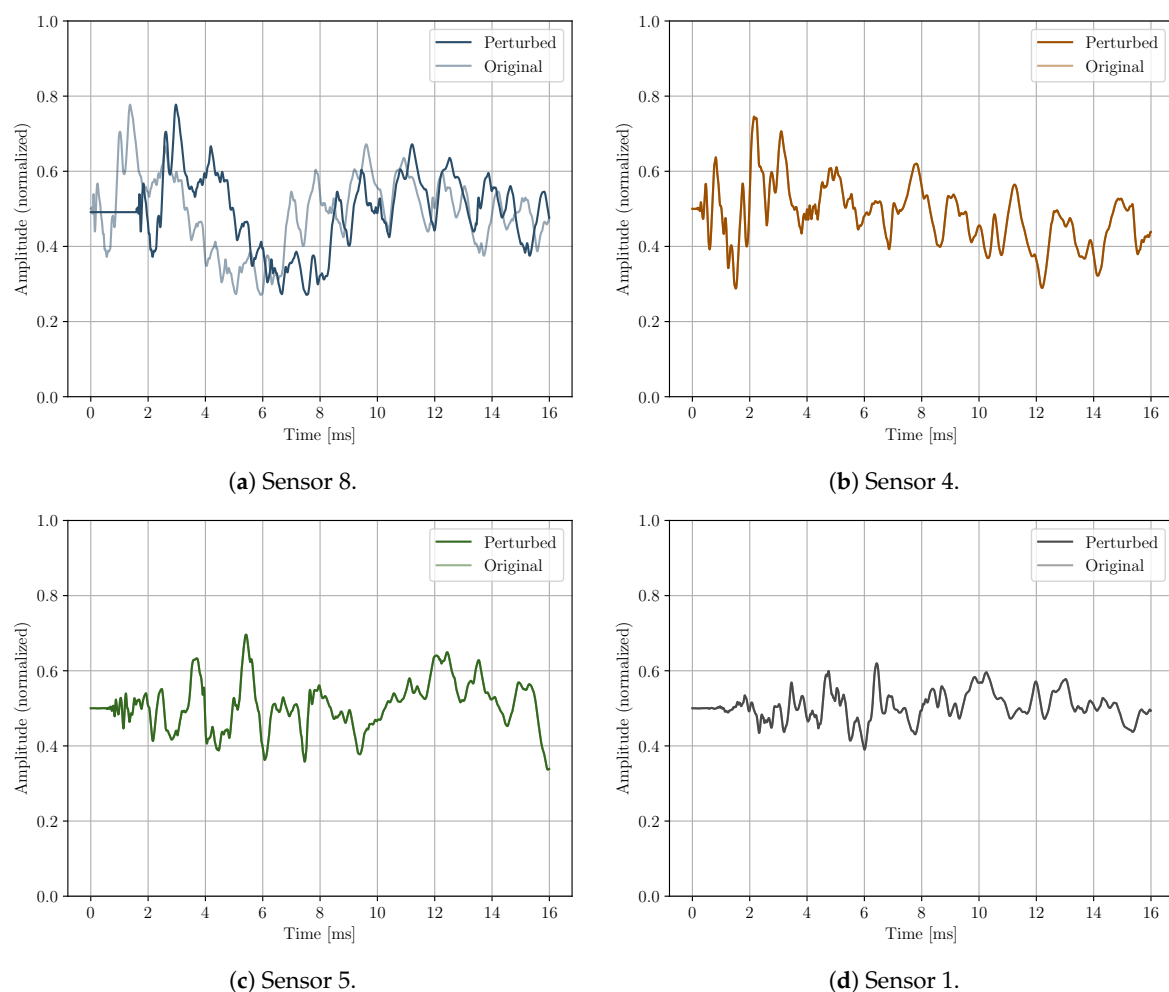 1.0
0.8
0.6
0.4
0.2
0.0
Amplitude (normalized)
Perturbed
Original
0 2 4 6 8 10 12 14 16
Time [ms]
(a) Sensor 8.
1.0
0.8
0.6
0.4
0.2
0.0
Amplitude (normalized)
Perturbed
Original
0 2 4 6 8 10 12 14 16
Time [ms]
(b) Sensor 4.
1.0
0.8
0.6
0.4
0.2
0.0
Amplitude (normalized)
Perturbed
Original
0 2 4 6 8 10 12 14 16
Time [ms]
(c) Sensor 5.
1.0
0.8
0.6
0.4
0.2
0.0
Amplitude (normalized)
Perturbed
Original
0 2 4 6 8 10 12 14 16
Time [ms]
(d) Sensor 1.